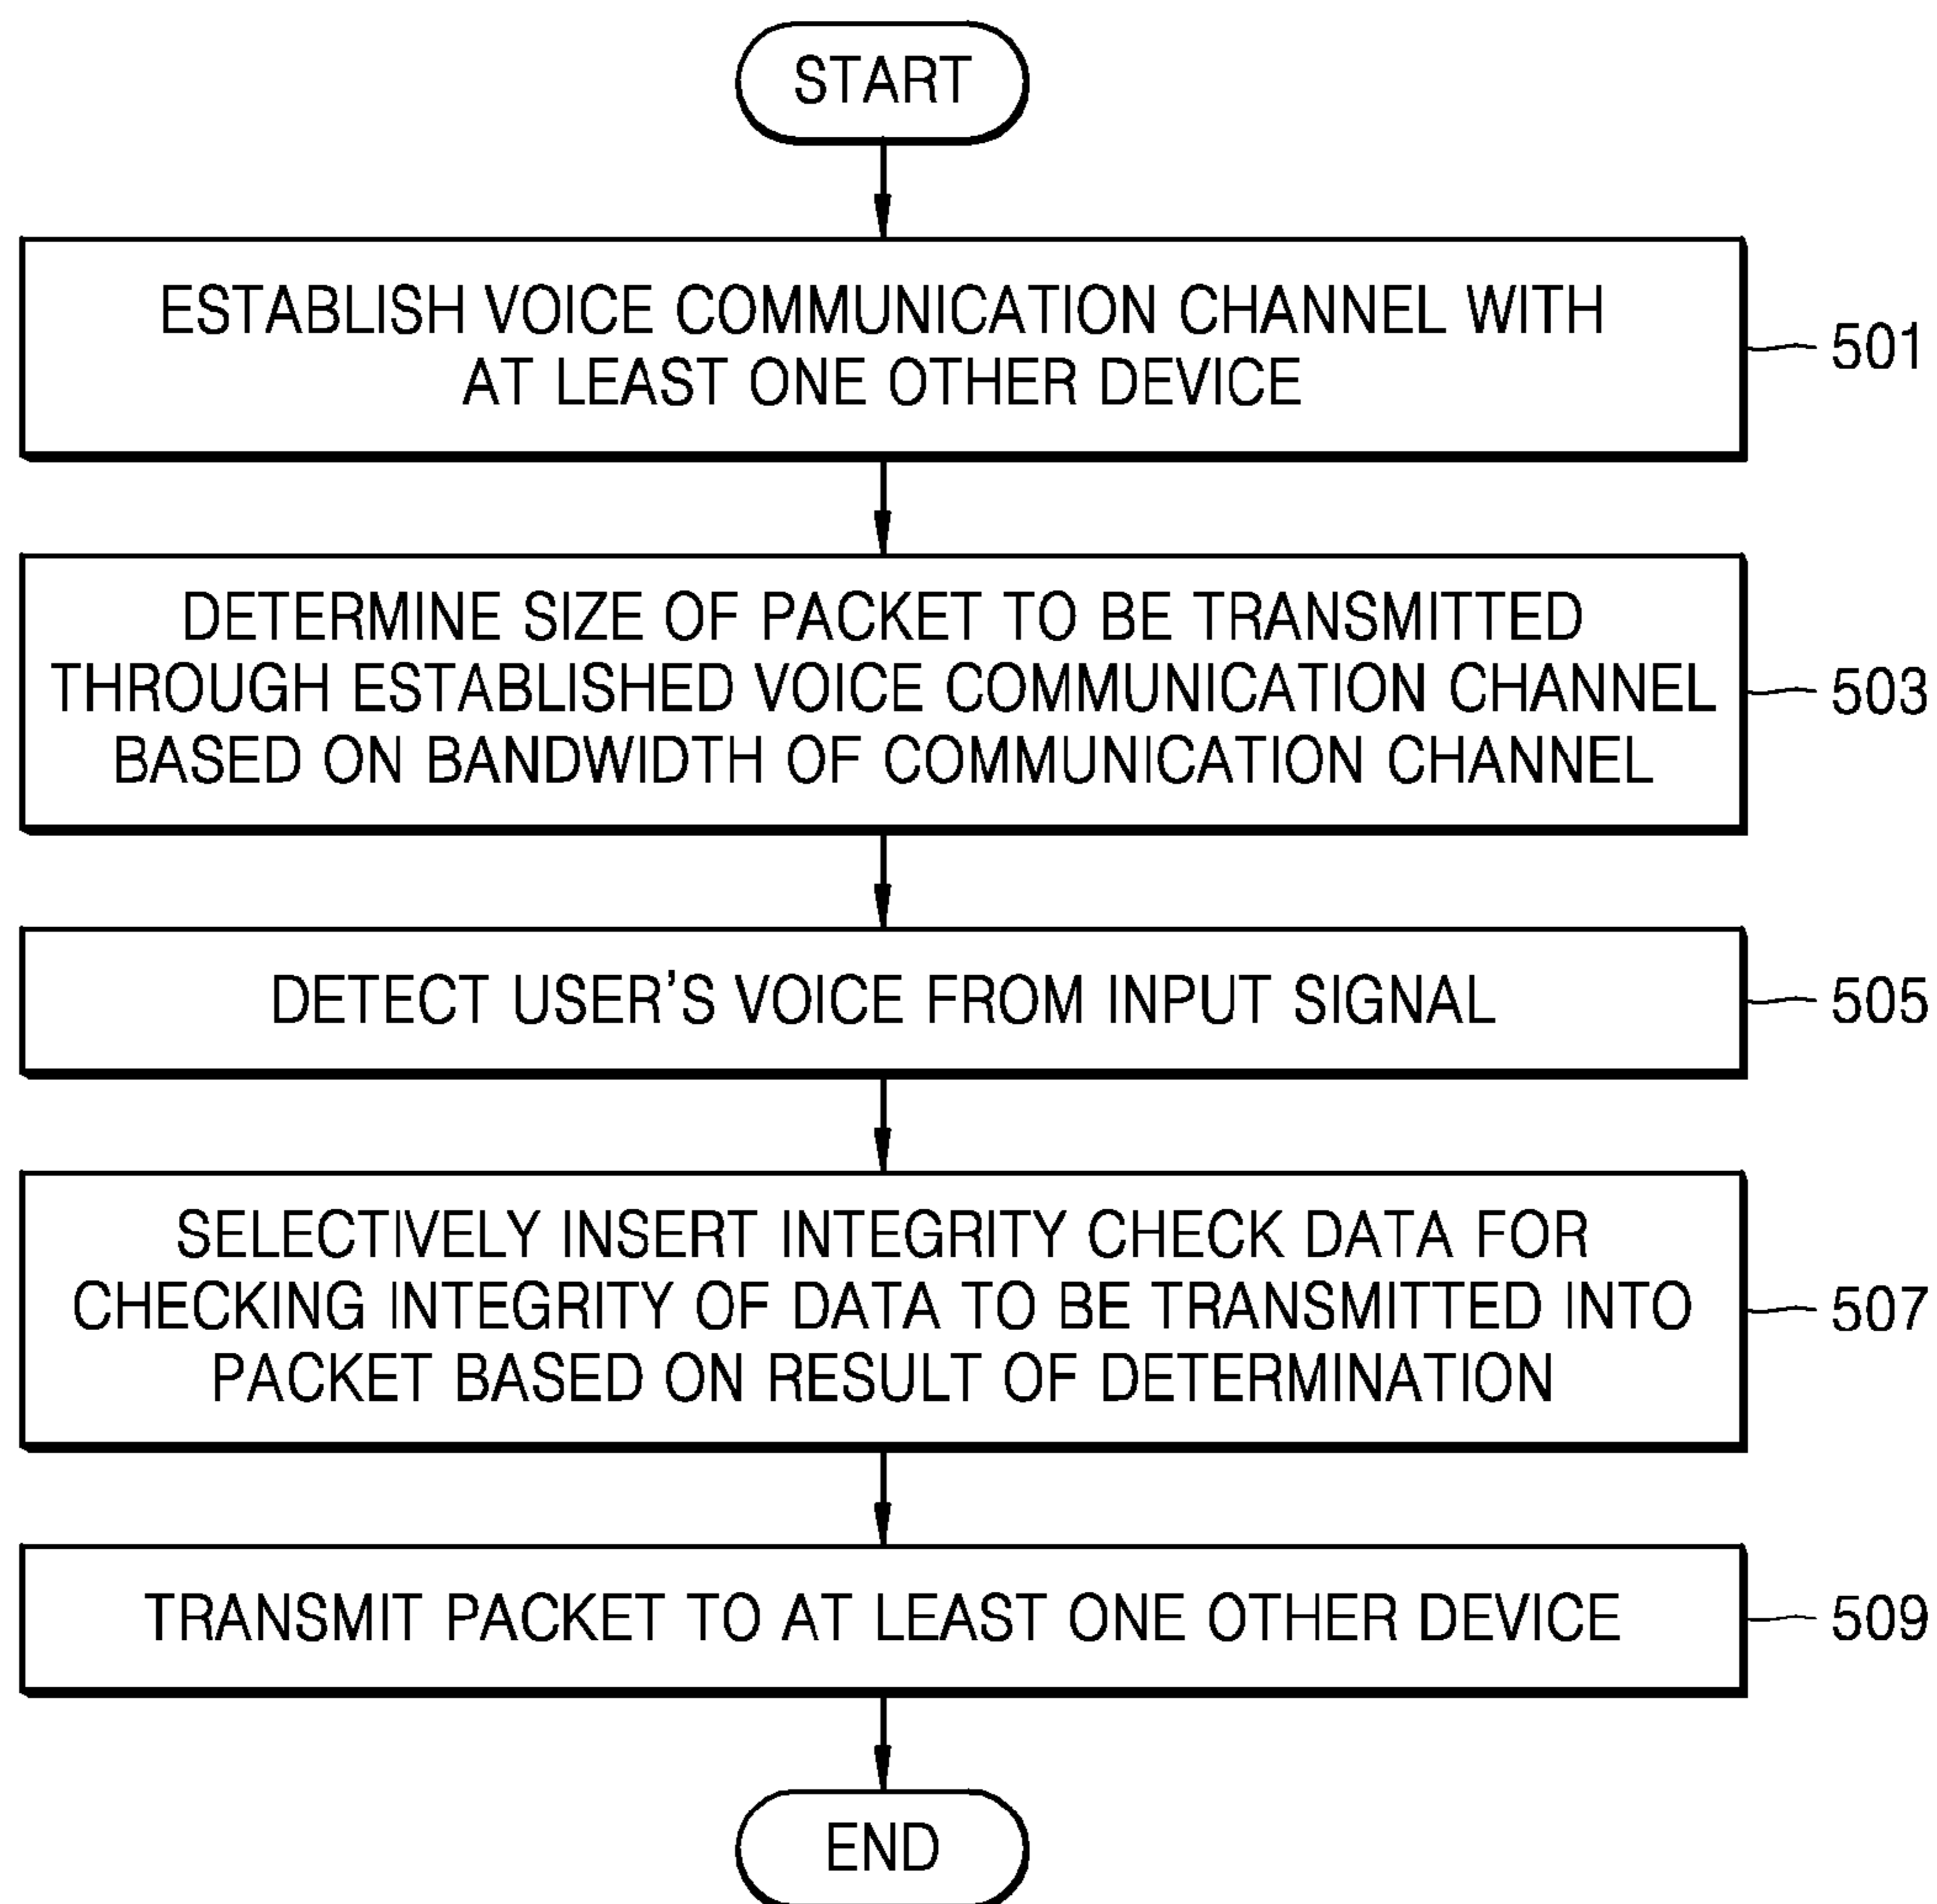 START
ESTABLISH VOICE COMMUNICATION CHANNEL WITH
AT LEAST ONE OTHER DEVICE
501
DETERMINE SIZE OF PACKET TO BE TRANSMITTED
THROUGH ESTABLISHED VOICE COMMUNICATION CHANNEL
BASED ON BANDWIDTH OF COMMUNICATION CHANNEL
503
DETECT USER'S VOICE FROM INPUT SIGNAL
505
SELECTIVELY INSERT INTEGRITY CHECK DATA FOR
CHECKING INTEGRITY OF DATA TO BE TRANSMITTED INTO
PACKET BASED ON RESULT OF DETERMINATION
507
TRANSMIT PACKET TO AT LEAST ONE OTHER DEVICE
509
END